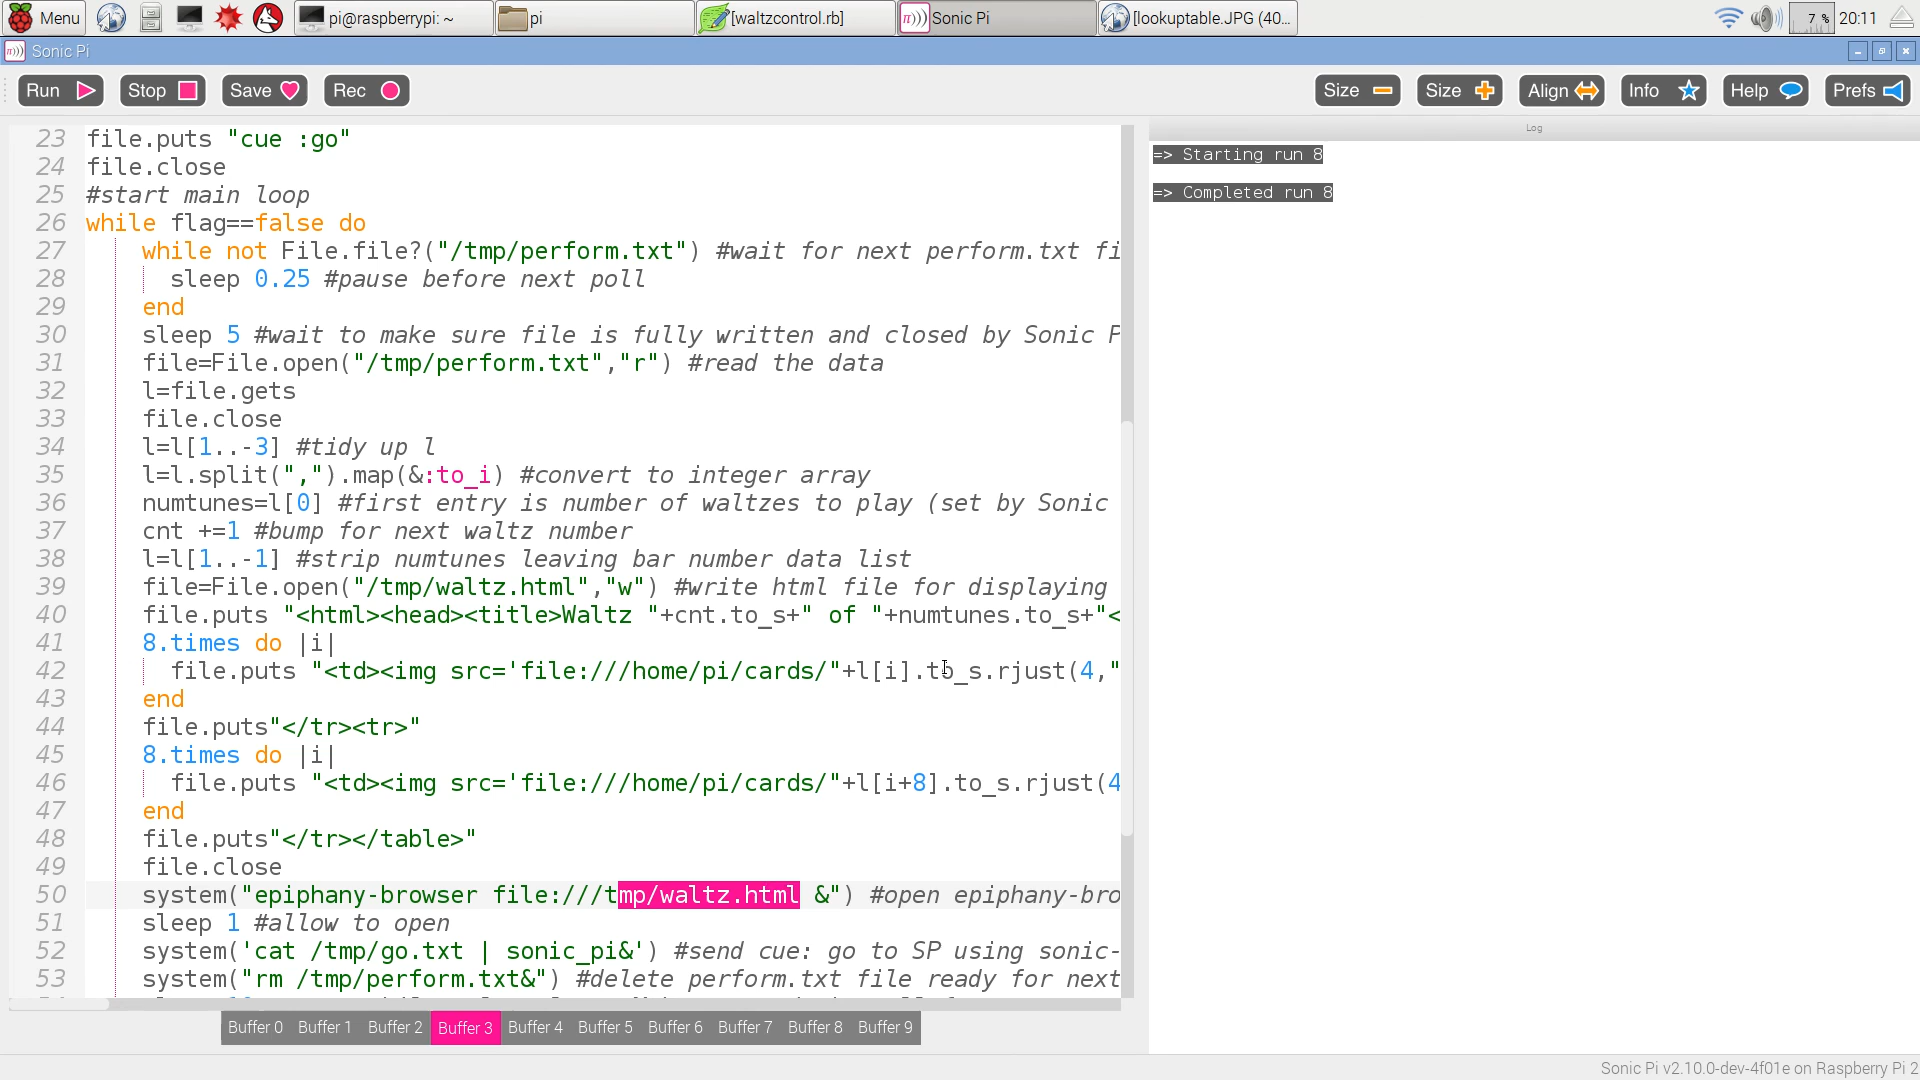 Menu pi@raspberrypi: ~ pi [waltzcontrol.rb] Sonic Pi [lookuptable.JPG (40... 7 % 20:11
Sonic Pi
Run Stop Save Rec Size Size Align Info Help Prefs
Log
=> Starting run 8
=> Completed run 8
23 file.puts "cue :go"
24 file.close
25 #start main loop
26 while flag==false do
27 while not File.file?("/tmp/perform.txt") #wait for next perform.txt fi
28 sleep 0.25 #pause before next poll
29 end
30 sleep 5 #wait to make sure file is fully written and closed by Sonic P
31 file=File.open("/tmp/perform.txt","r") #read the data
32 l=file.gets
33 file.close
34 l=l[1..-3] #tidy up l
35 l=l.split(",").map(&:to_i) #convert to integer array
36 numtunes=l[0] #first entry is number of waltzes to play (set by Sonic
37 cnt +=1 #bump for next waltz number
38 l=l[1..-1] #strip numtunes leaving bar number data list
39 file=File.open("/tmp/waltz.html","w") #write html file for displaying
40 file.puts "<html><head><title>Waltz "+cnt.to_s+" of "+numtunes.to_s+"<
41 8.times do |i|
42 file.puts "<td><img src='file:///home/pi/cards/"+l[i].to_s.rjust(4,"
43 end
44 file.puts"</tr><tr>"
45 8.times do |i|
46 file.puts "<td><img src='file:///home/pi/cards/"+l[i+8].to_s.rjust(4
47 end
48 file.puts"</tr></table>"
49 file.close
50 system("epiphany-browser file:///tmp/waltz.html &") #open epiphany-bro
51 sleep 1 #allow to open
52 system('cat /tmp/go.txt | sonic_pi&') #send cue: go to SP using sonic-
53 system("rm /tmp/perform.txt&") #delete perform.txt file ready for next
Buffer 0 Buffer 1 Buffer 2 Buffer 3 Buffer 4 Buffer 5 Buffer 6 Buffer 7 Buffer 8 Buffer 9
Sonic Pi v2.10.0-dev-4f01e on Raspberry Pi 2